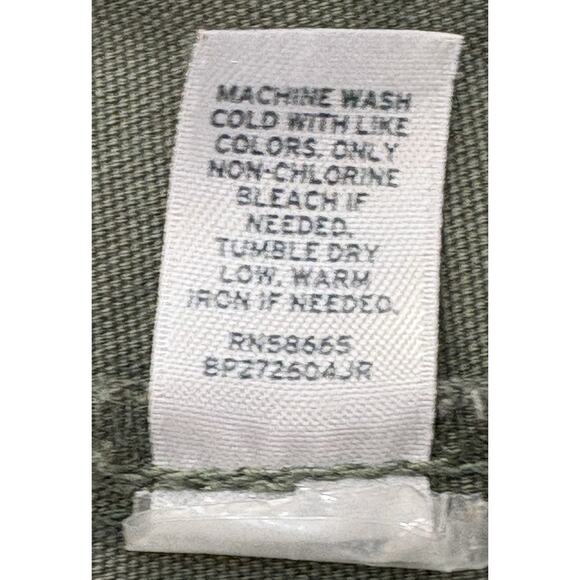 MACHINE WASH
COLD WITH LIKE
COLORS. ONLY
NON-CHLORINE
BLEACH IF
NEEDED.
TUMBLE DRY
LOW. WARM
IRON IF NEEDED.
RN58665
BP272604JR